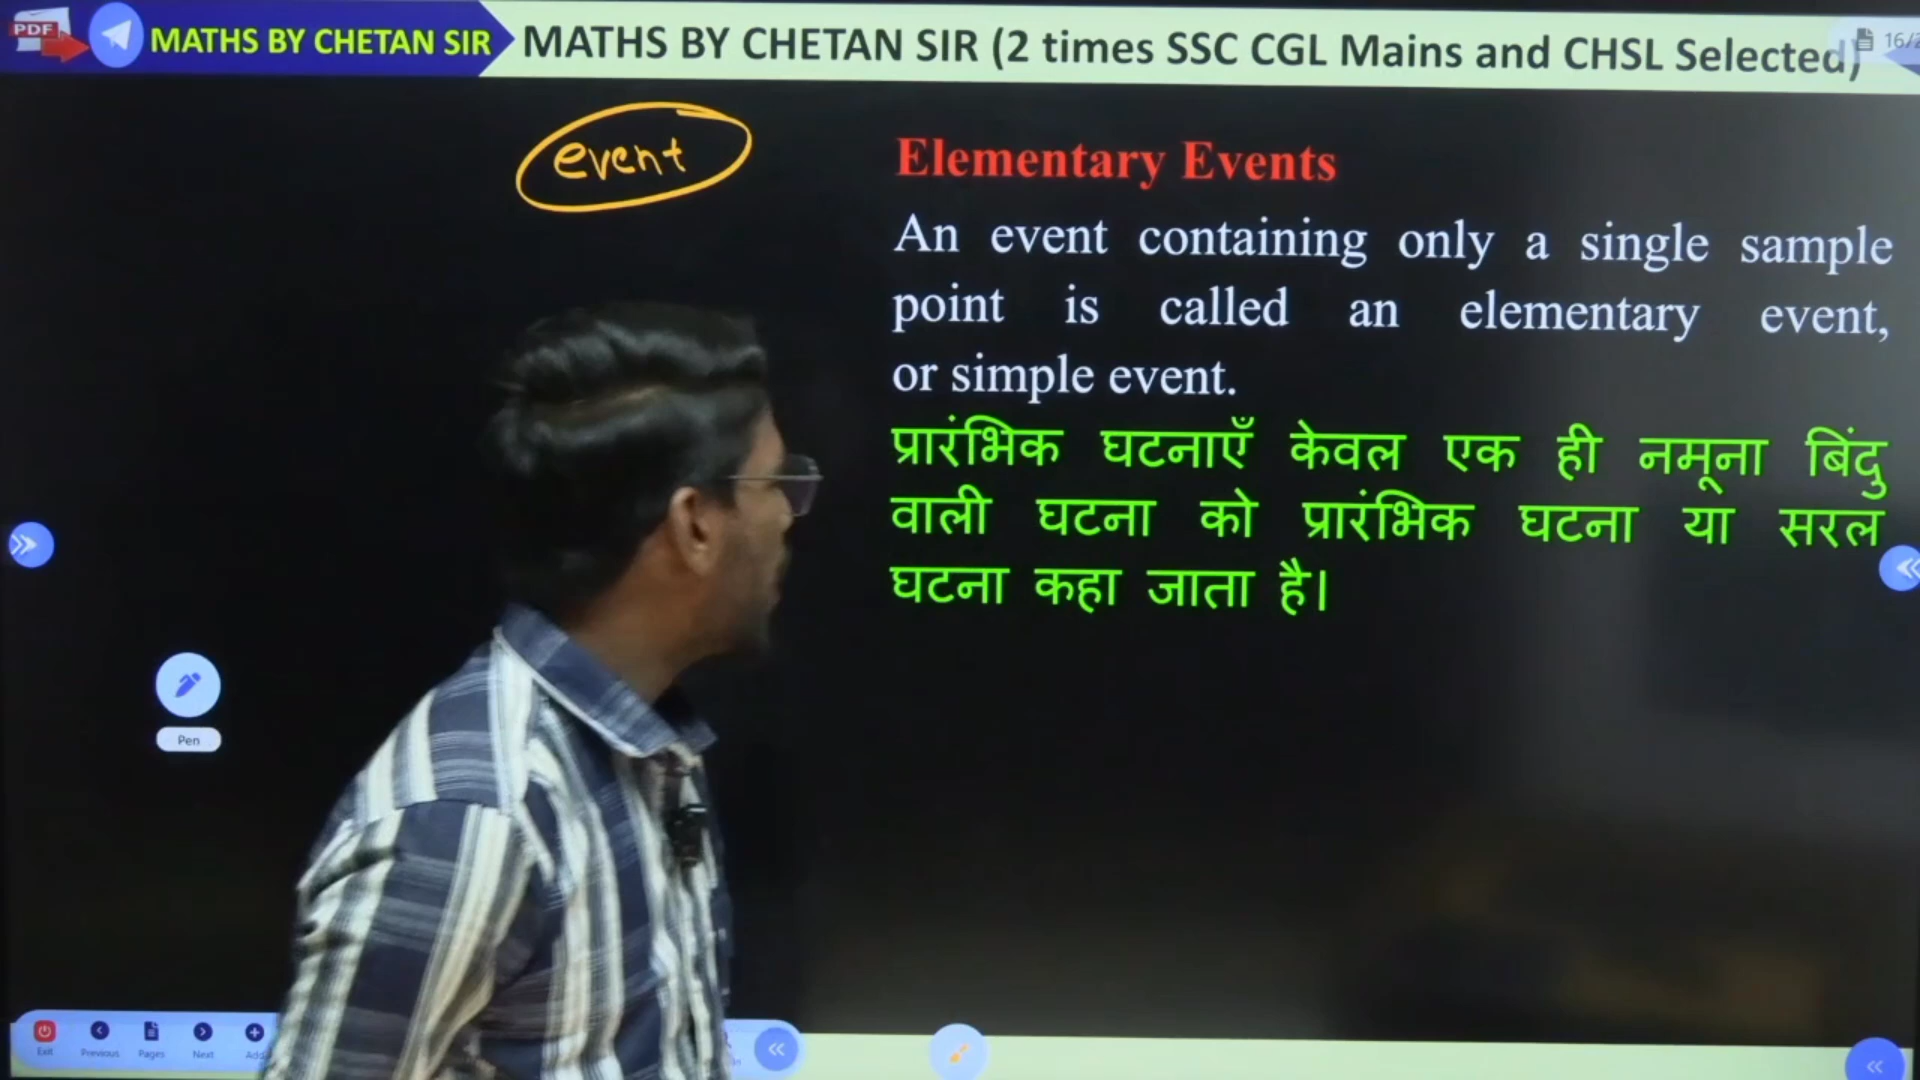 PDF
MATHS BY CHETAN SIR
MATHS BY CHETAN SIR (2 times SSC CGL Mains and CHSL Selected)
event
Elementary Events
An event containing only a single sample
point is called an elementary event,
or simple event.
प्रारंभिक घटनाएँ केवल एक ही नमूना बिंदु
वाली घटना को प्रारंभिक घटना या सरल
घटना कहा जाता है।
Pen
Exit Previous Pages Next Add